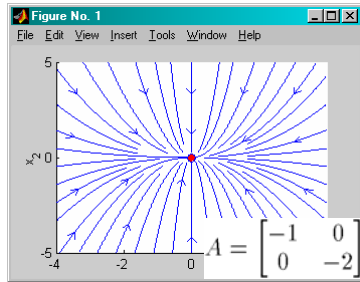 Figure No. 1
File Edit View Insert Tools Window Help
5
x2
0
-5
-4 -2 0
A = [−1 0
0 −2]